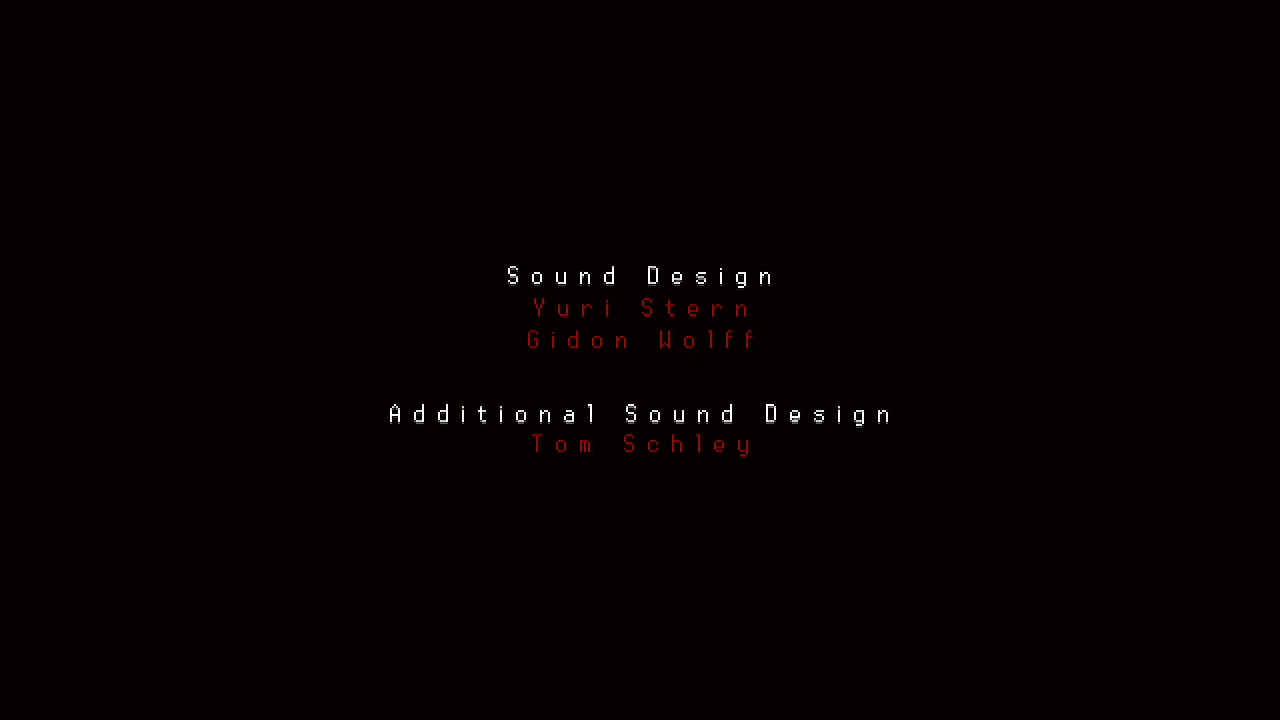 Sound Design
Yuri Stern
Gidon Wolff
Additional Sound Design
Tom Schley